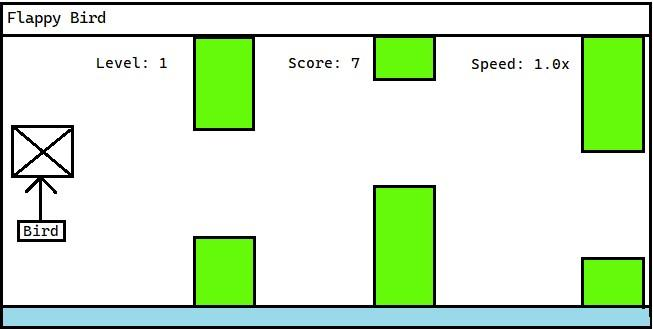 Flappy Bird
Level: 1 Score: 7 Speed: 1.0x
Bird